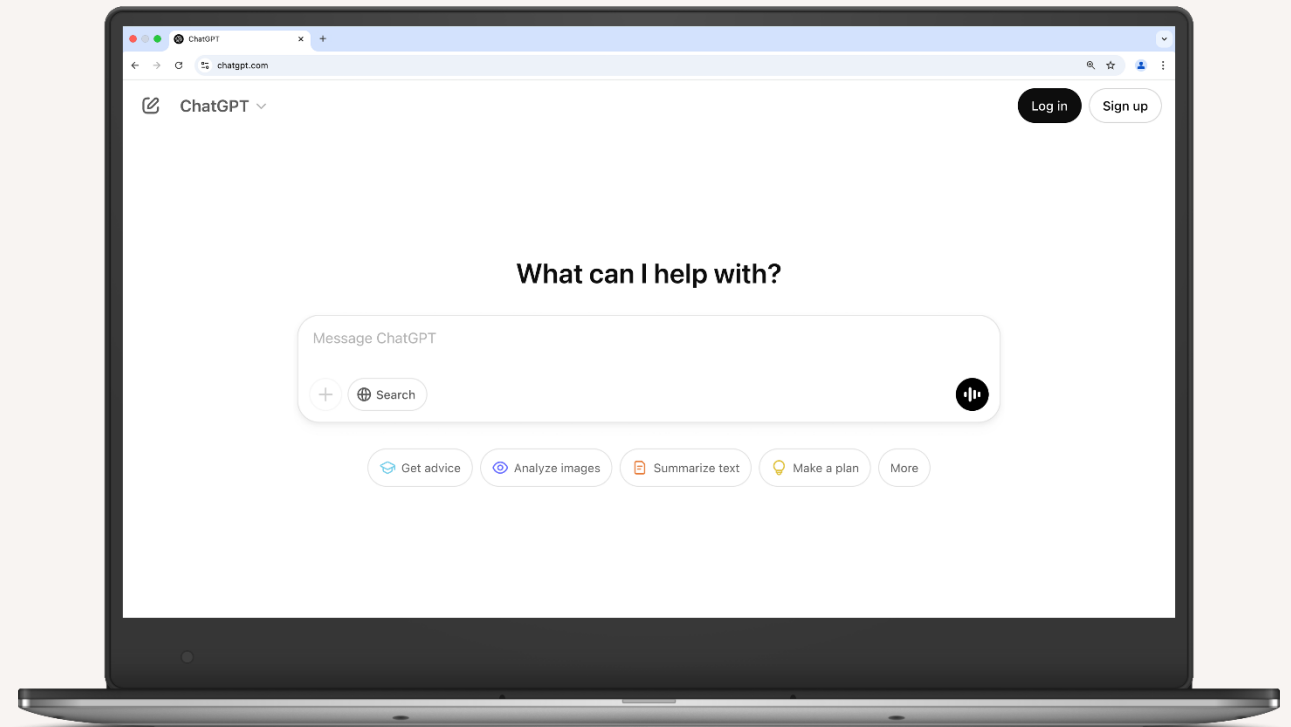 ChatGPT
chatgpt.com
ChatGPT
Log in
Sign up
What can I help with?
Message ChatGPT
Search
Get advice
Analyze images
Summarize text
Make a plan
More